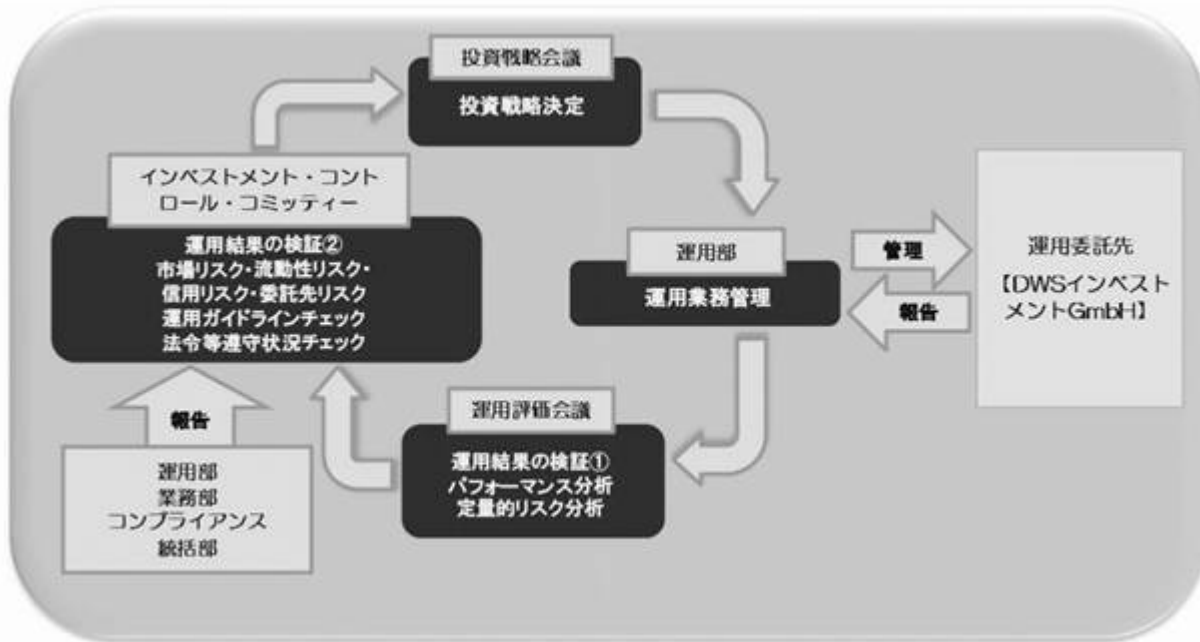 投資戦略会議
投資戦略決定
インベストメント・コント
ロール・コミッティー
運用結果の検証②
市場リスク・流動性リスク・
信用リスク・委託先リスク
運用ガイドラインチェック
法令等遵守状況チェック
運用部
運用業務管理
管理
報告
運用委託先
【DWSインベスト
メントGmbH】
運用評価会議
運用結果の検証①
パフォーマンス分析
定量的リスク分析
報告
運用部
業務部
コンプライアンス
統括部